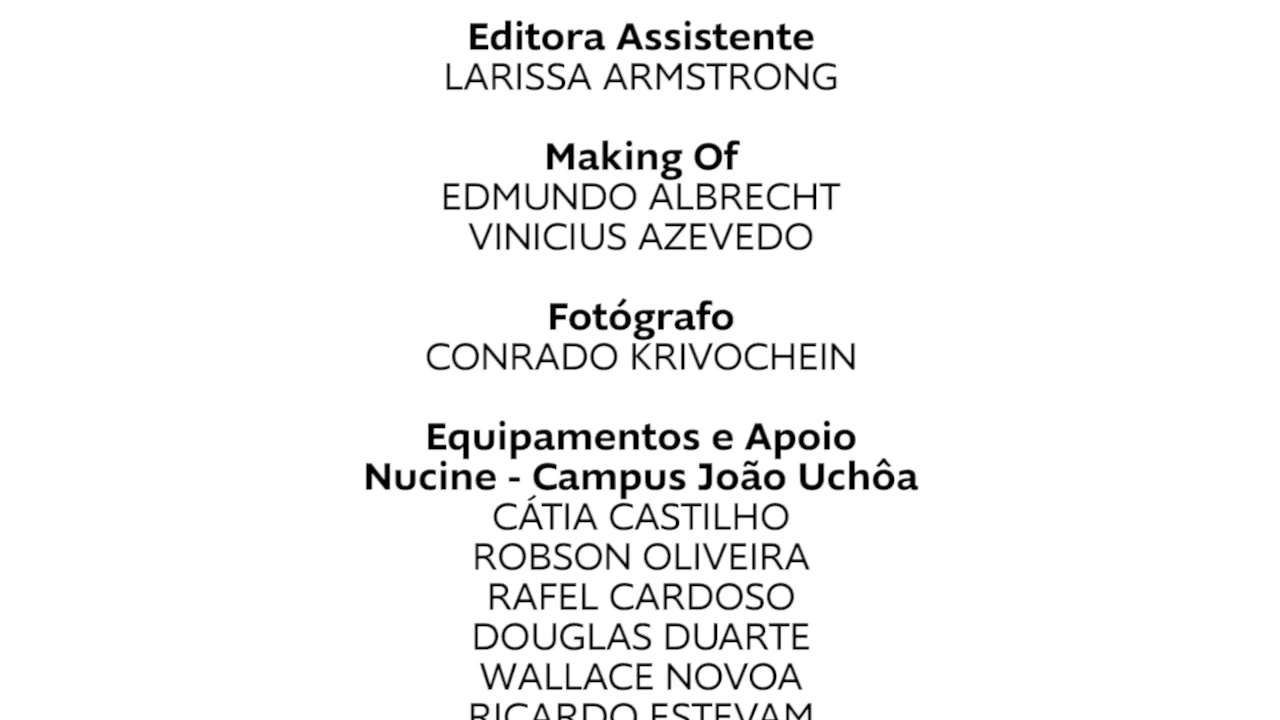 Editora Assistente
LARISSA ARMSTRONG
Making Of
EDMUNDO ALBRECHT
VINICIUS AZEVEDO
Fotógrafo
CONRADO KRIVOCHEIN
Equipamentos e Apoio
Nucine - Campus João Uchôa
CÁTIA CASTILHO
ROBSON OLIVEIRA
RAFEL CARDOSO
DOUGLAS DUARTE
WALLACE NOVOA
RICARDO ESTEVAM